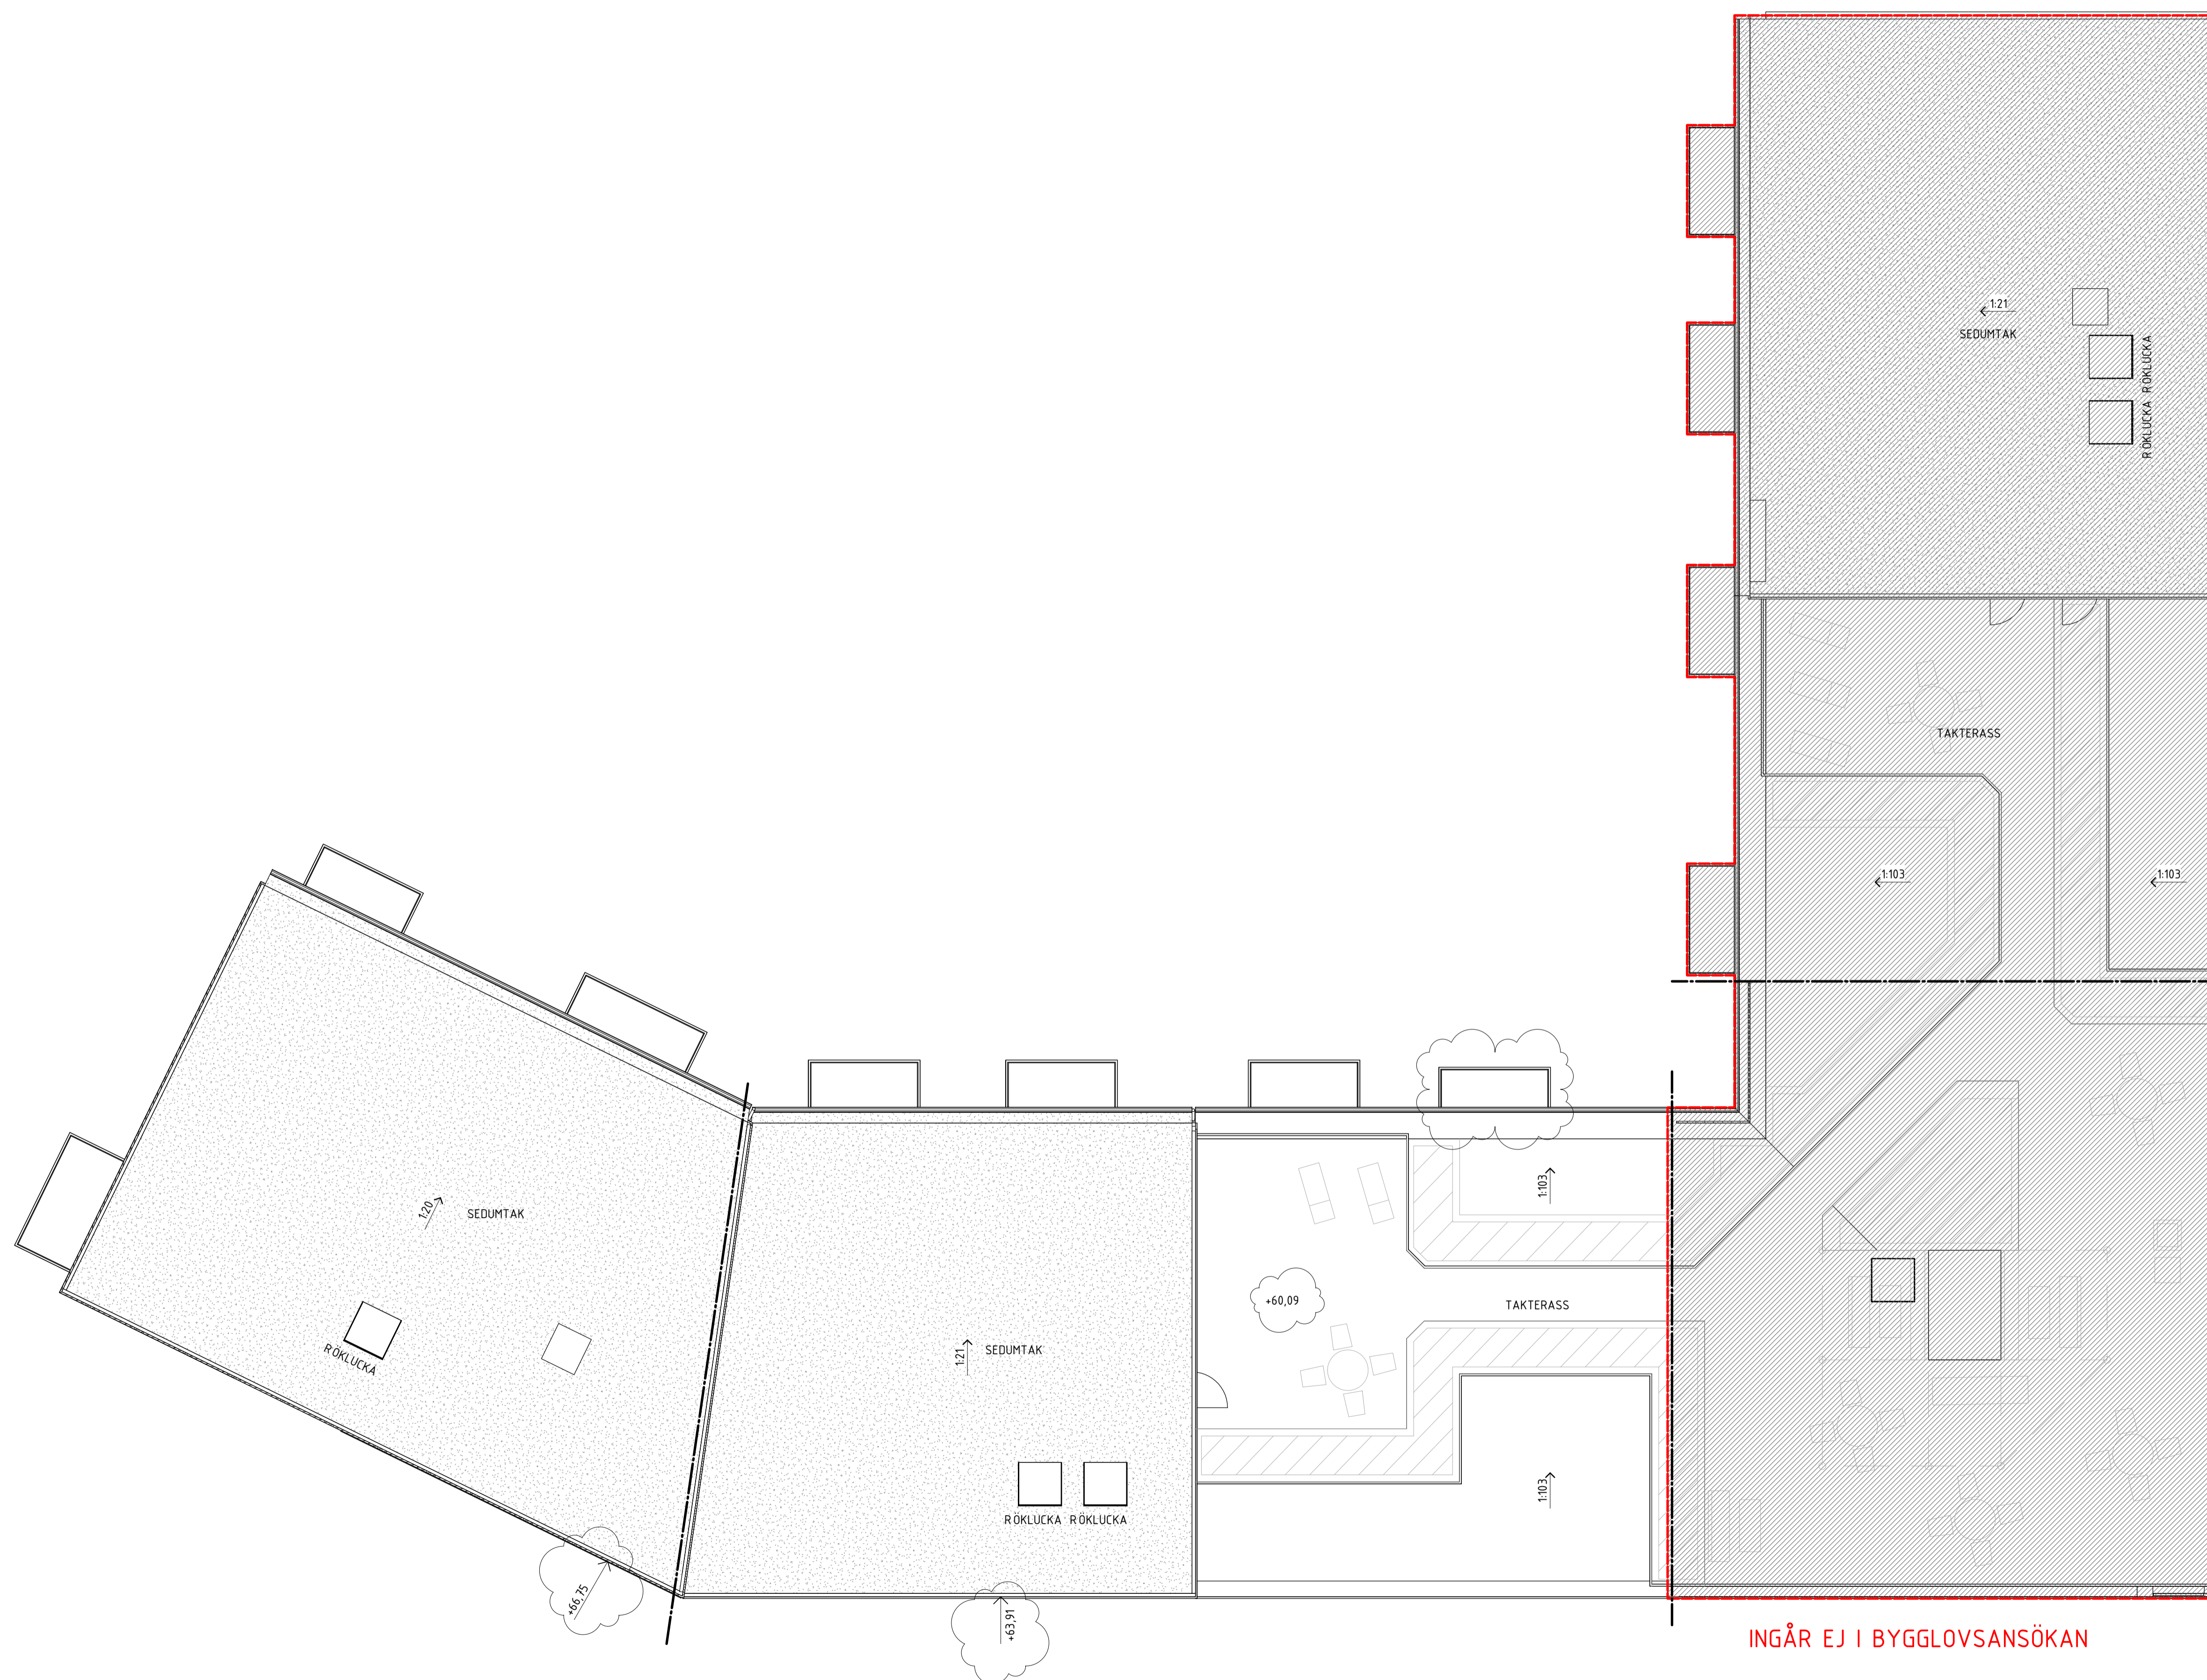 1:21
SEDUMTAK
RÖKLUCKA RÖKLUCKA
TAKTERASS
1:103
1:103
1:20
SEDUMTAK
RÖKLUCKA
1:103
+60,09
TAKTERASS
1:21
SEDUMTAK
1:103
RÖKLUCKA RÖKLUCKA
+66,75
+63,91
INGÅR EJ I BYGGLOVSANSÖKAN